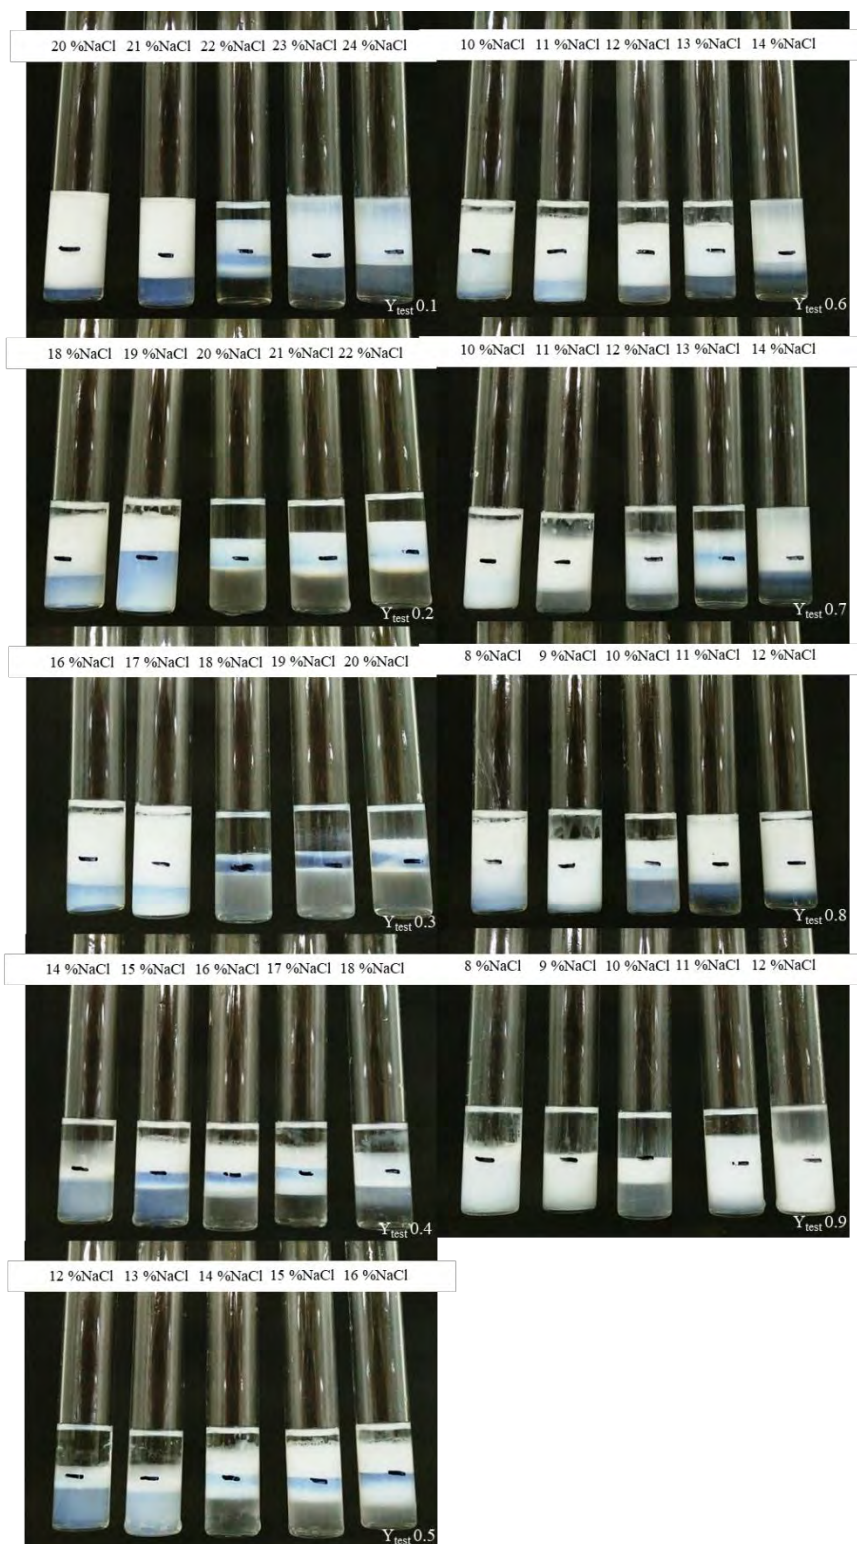 20 %NaCl 21 %NaCl 22 %NaCl 23 %NaCl 24 %NaCl
Ytest 0.1
18 %NaCl 19 %NaCl 20 %NaCl 21 %NaCl 22 %NaCl
Ytest 0.2
16 %NaCl 17 %NaCl 18 %NaCl 19 %NaCl 20 %NaCl
Ytest 0.3
14 %NaCl 15 %NaCl 16 %NaCl 17 %NaCl 18 %NaCl
Ytest 0.4
12 %NaCl 13 %NaCl 14 %NaCl 15 %NaCl 16 %NaCl
Ytest 0.5
10 %NaCl 11 %NaCl 12 %NaCl 13 %NaCl 14 %NaCl
Ytest 0.6
10 %NaCl 11 %NaCl 12 %NaCl 13 %NaCl 14 %NaCl
Ytest 0.7
8 %NaCl 9 %NaCl 10 %NaCl 11 %NaCl 12 %NaCl
Ytest 0.8
8 %NaCl 9 %NaCl 10 %NaCl 11 %NaCl 12 %NaCl
Ytest 0.9